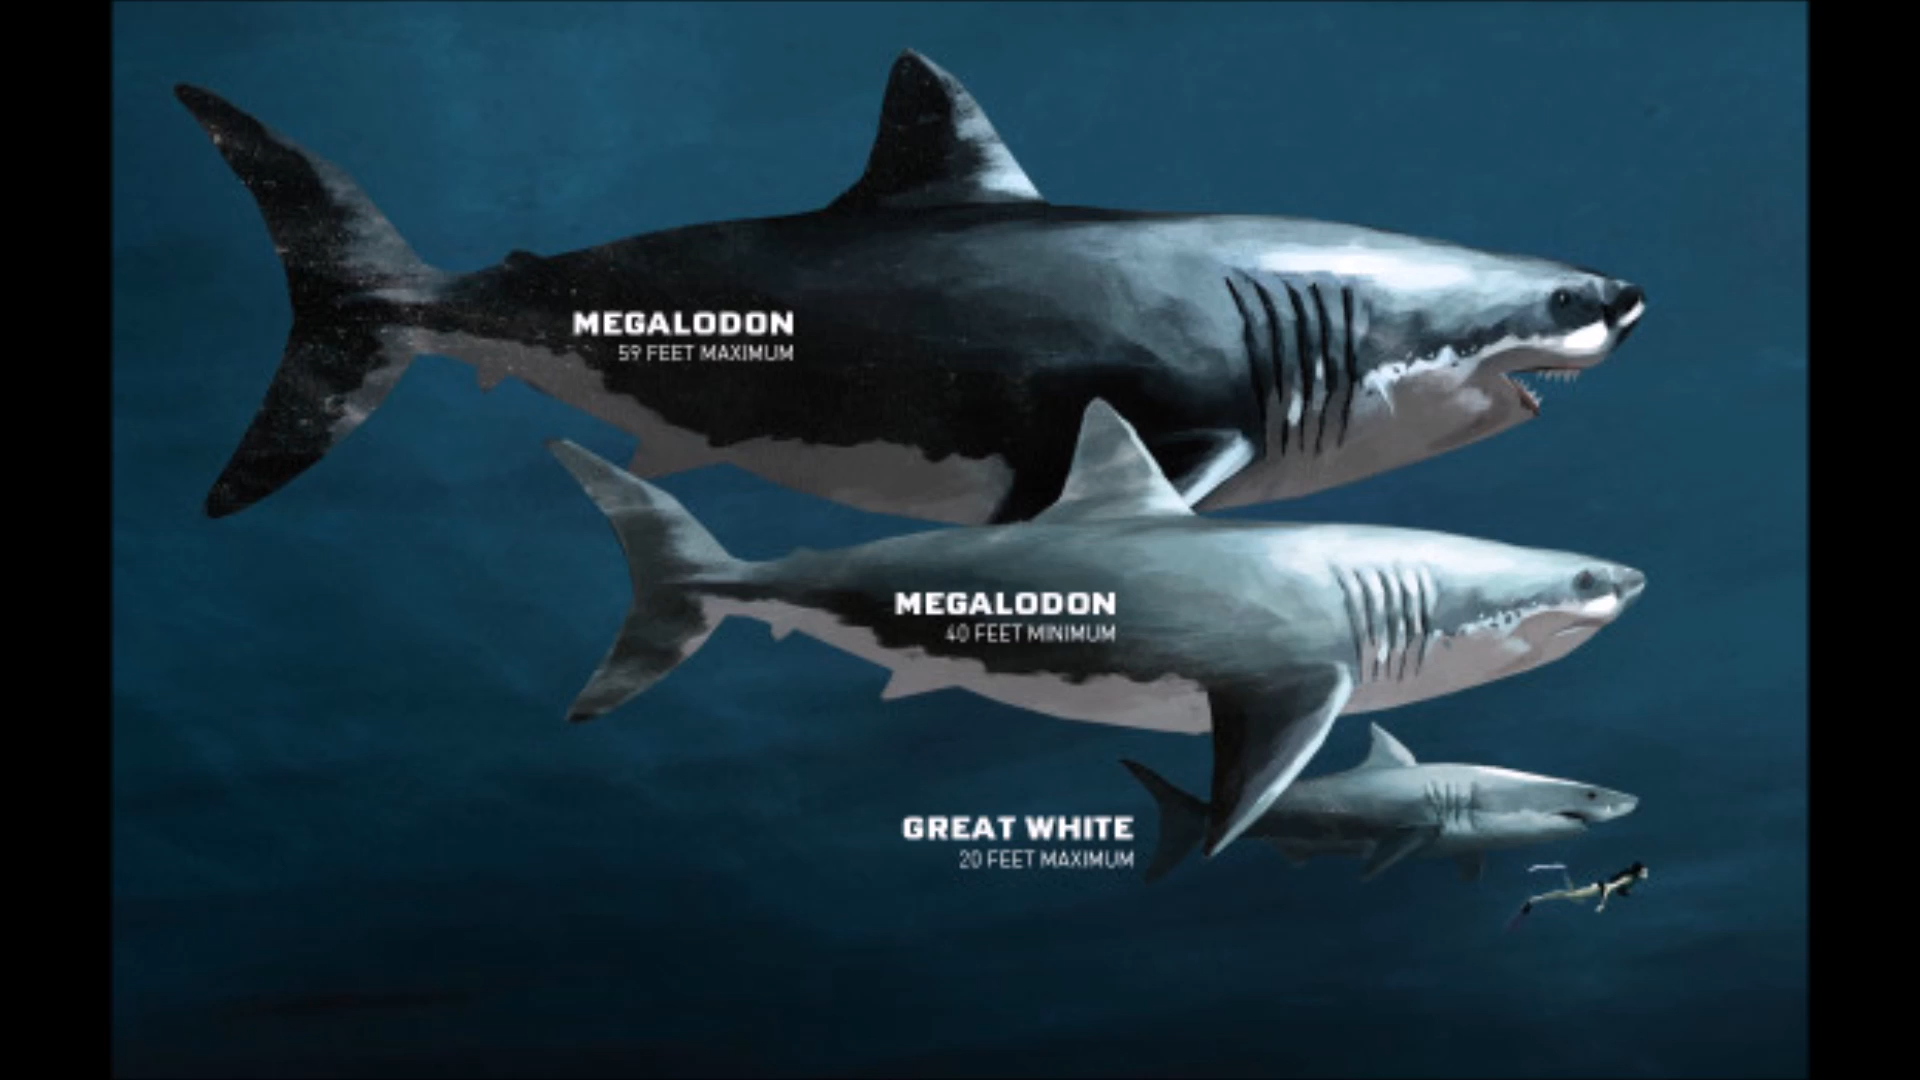 MEGALODON
59 FEET MAXIMUM
MEGALODON
40 FEET MINIMUM
GREAT WHITE
20 FEET MAXIMUM